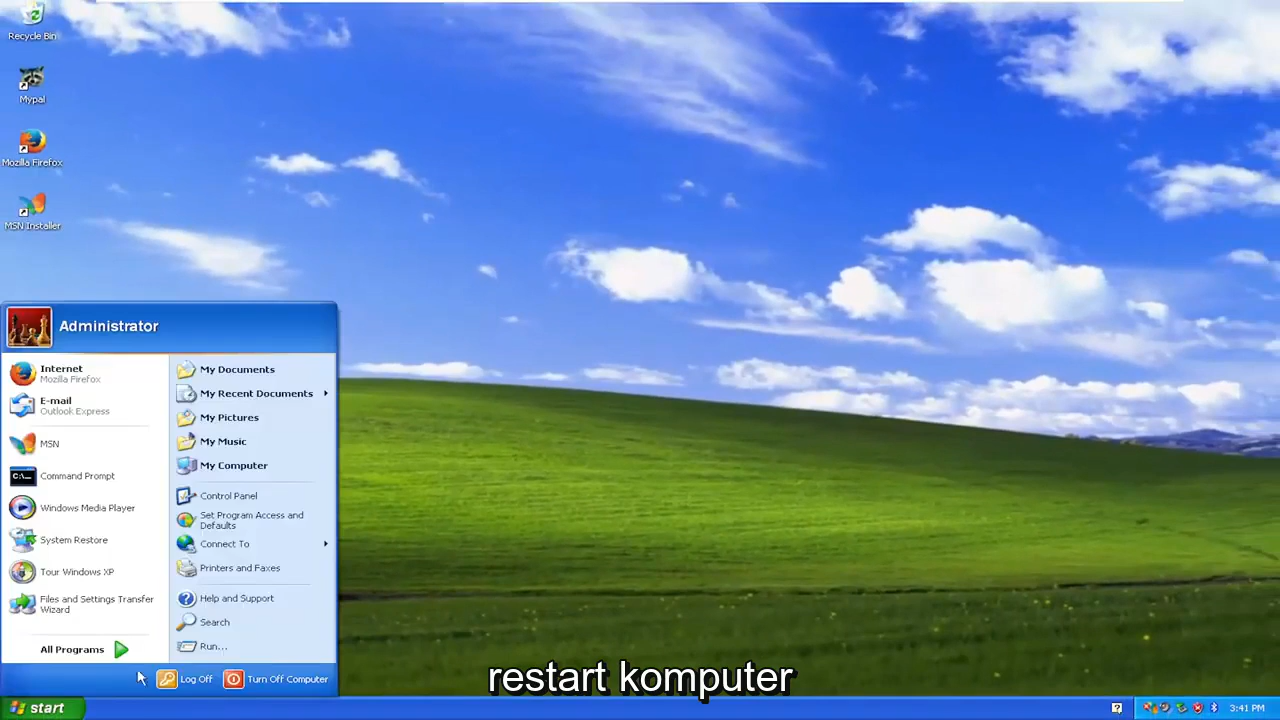 Recycle Bin
Mypal
Mozilla Firefox
MSN Installer
Administrator
Internet
Mozilla Firefox
E-mail
Outlook Express
MSN
Command Prompt
Windows Media Player
System Restore
Tour Windows XP
Files and Settings Transfer
Wizard
All Programs
My Documents
My Recent Documents
My Pictures
My Music
My Computer
Control Panel
Set Program Access and
Defaults
Connect To
Printers and Faxes
Help and Support
Search
Run...
Log Off
Turn Off Computer
restart komputer
start
3:41 PM